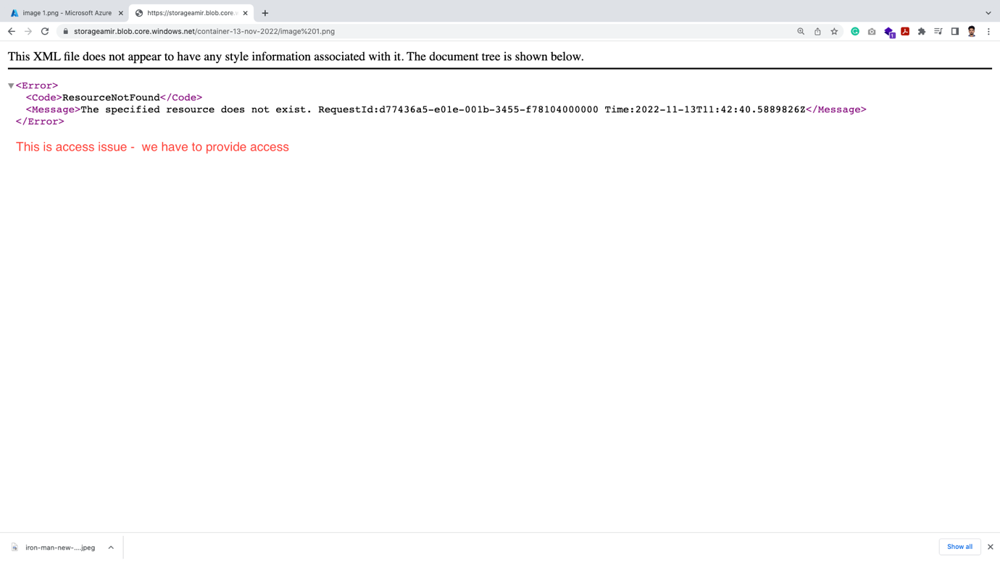 image 1.png - Microsoft Azure
https://storageamir.blob.core.w
storageamir.blob.core.windows.net/container-13-nov-2022/image%201.png
1
This XML file does not appear to have any style information associated with it. The document tree is shown below.
<Error>
<Code>ResourceNotFound</Code>
<Message>The specified resource does not exist. RequestId:d77436a5-e01e-001b-3455-f78104000000 Time:2022-11-13T11:42:40.5889826Z</Message>
</Error>
This is access issue - we have to provide access
iron-man-new-....jpeg
Show all